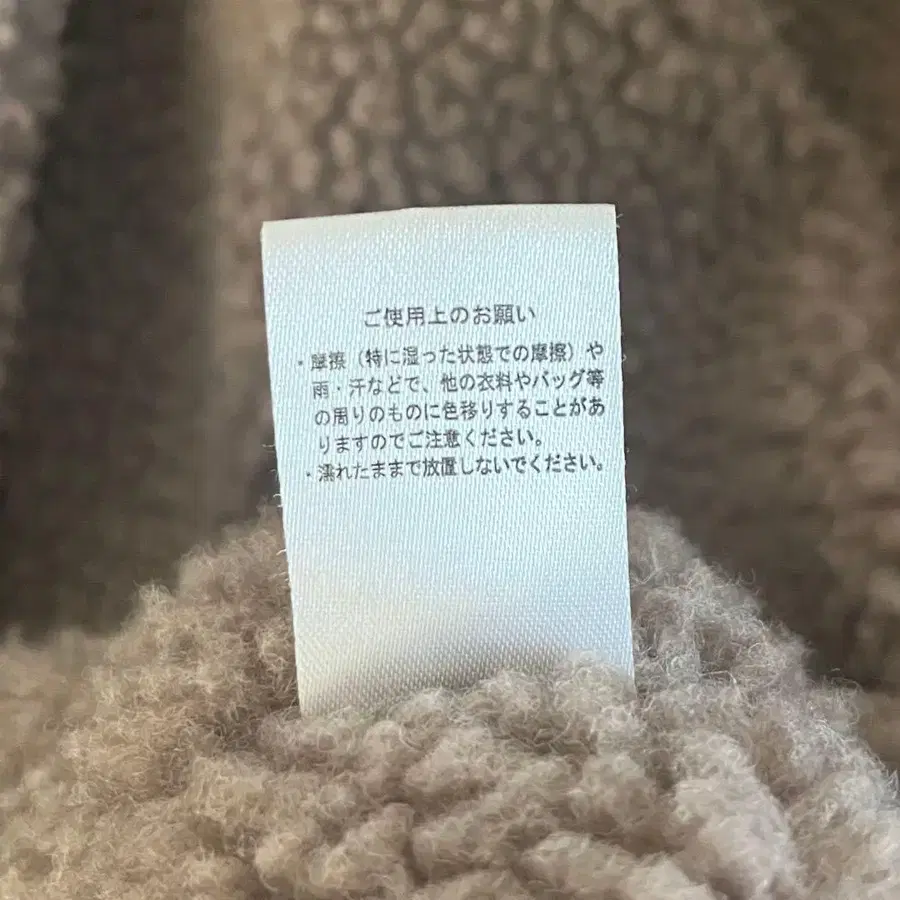 ご使用上のお願い
・摩擦（特に湿った状態での摩擦）や
雨・汗などで、他の衣料やバッグ等
の周りのものに色移りすることがあ
りますのでご注意ください。
・濡れたままで放置しないでください。